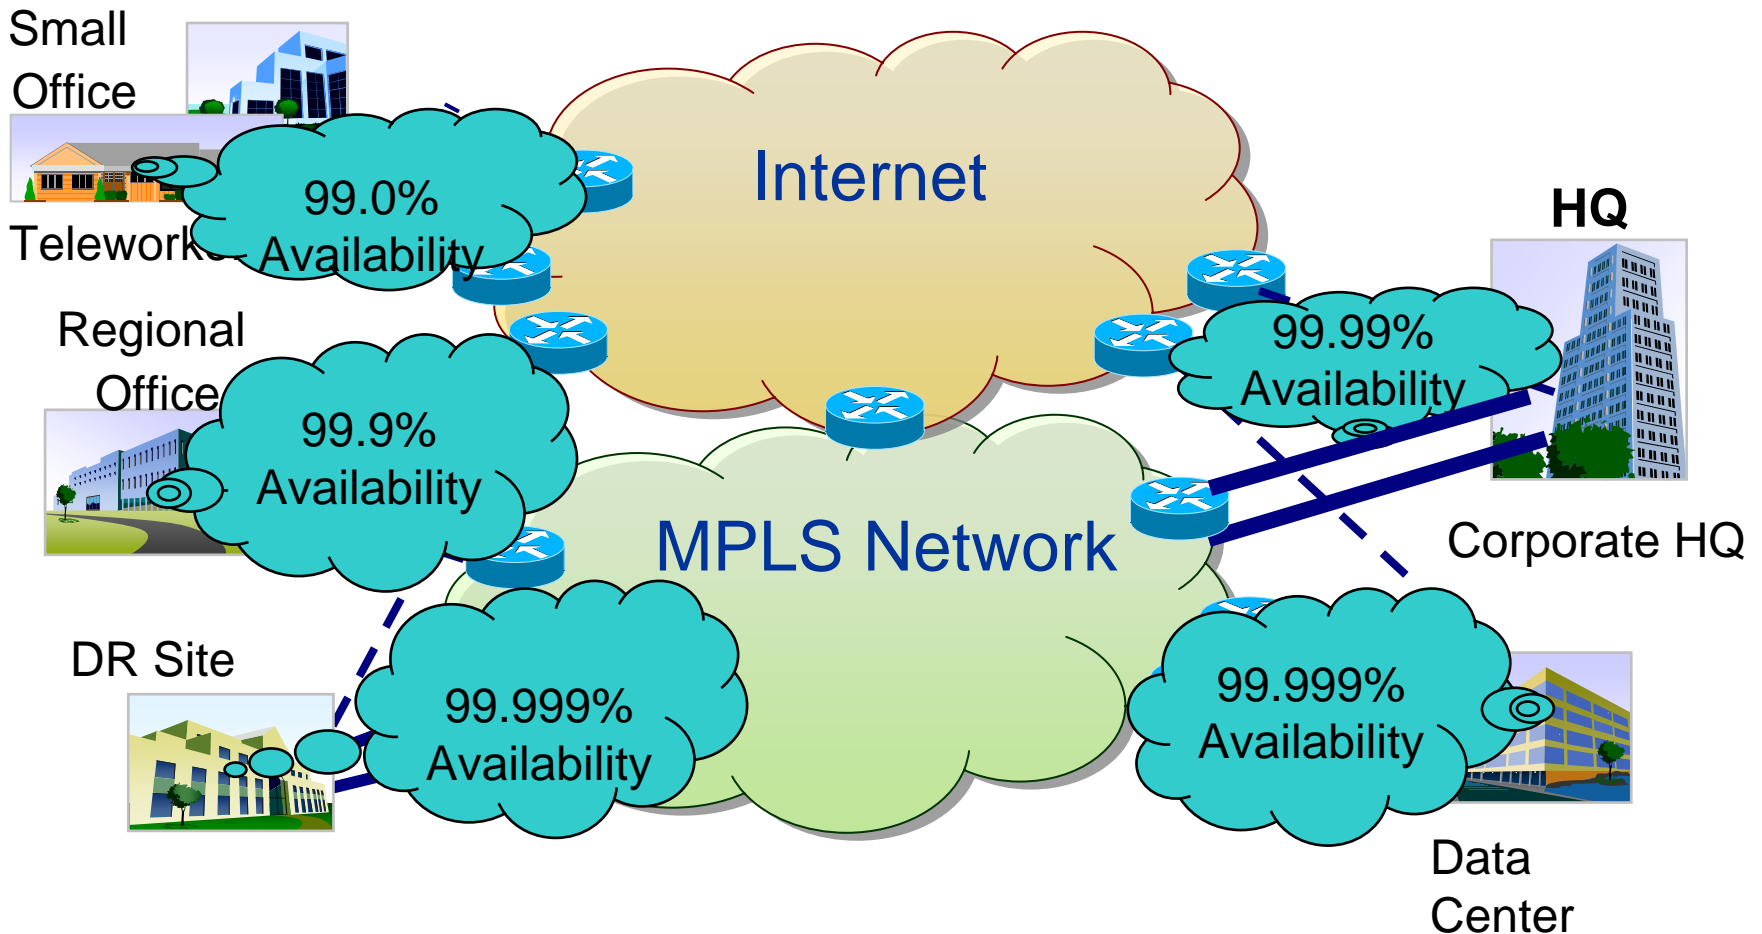 Small
Office
99.0%
Availability
Internet
HQ
Regional
Office
99.9%
Availability
99.99%
Availability
MPLS Network
Corporate HQ
DR Site
99.999%
Availability
99.999%
Availability
Data
Center